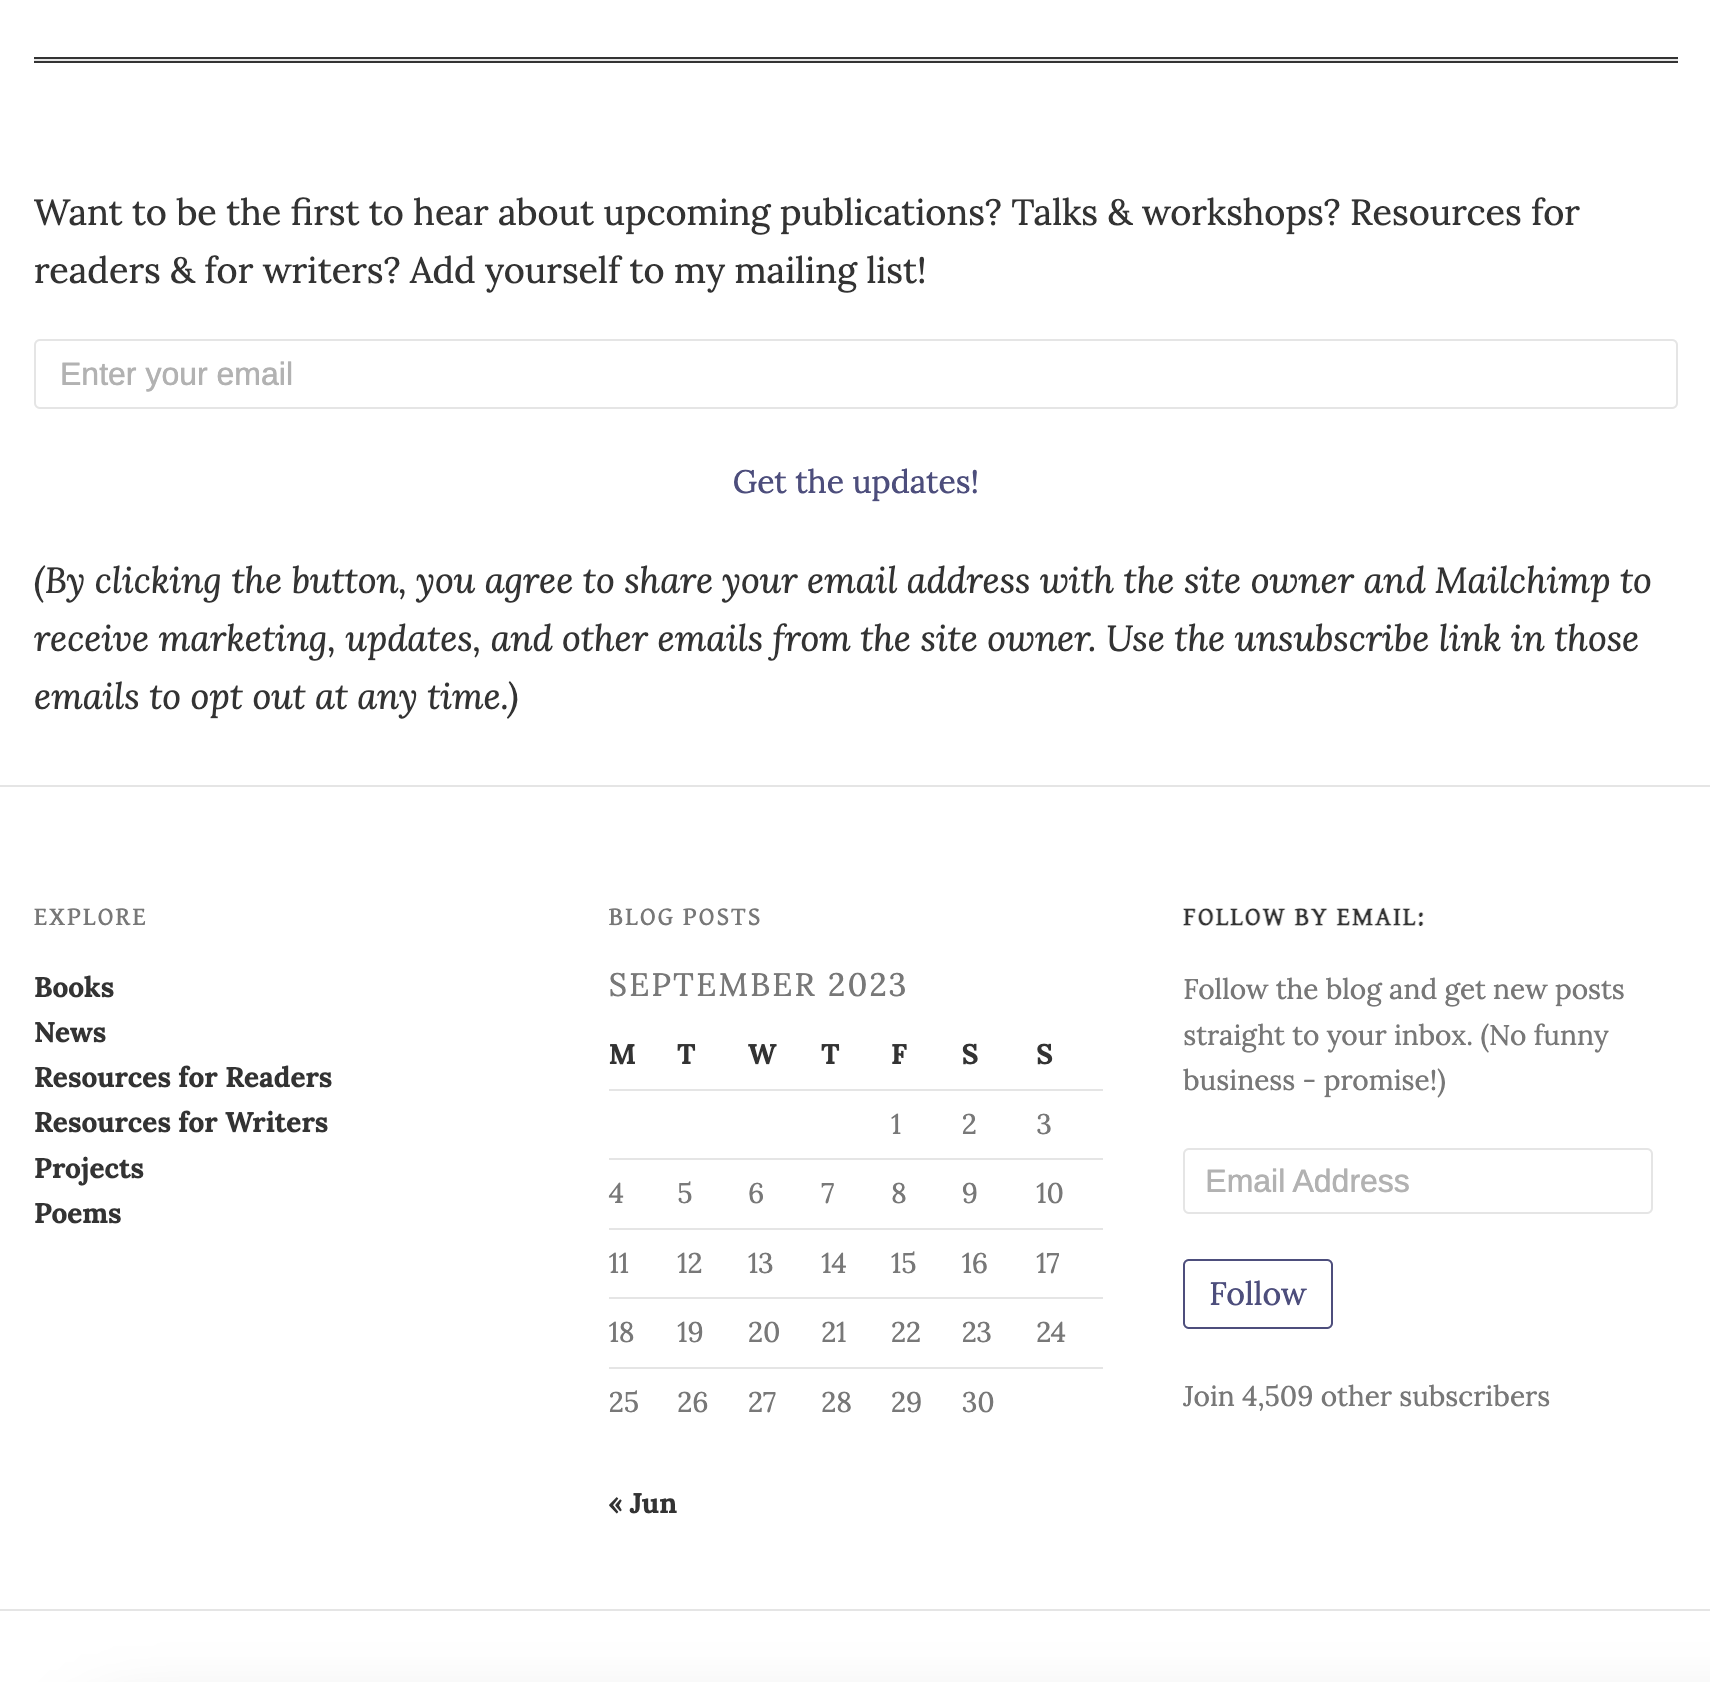 Want to be the first to hear about upcoming publications? Talks & workshops? Resources for
readers & for writers? Add yourself to my mailing list!
Enter your email
Get the updates!
(By clicking the button, you agree to share your email address with the site owner and Mailchimp to
receive marketing, updates, and other emails from the site owner. Use the unsubscribe link in those
emails to opt out at any time.)
EXPLORE
Books
News
Resources for Readers
Resources for Writers
Projects
Poems
BLOG POSTS
SEPTEMBER 2023
M T W T F S S
1 2 3
4 5 6 7 8 9 10
11 12 13 14 15 16 17
18 19 20 21 22 23 24
25 26 27 28 29 30
« Jun
FOLLOW BY EMAIL:
Follow the blog and get new posts
straight to your inbox. (No funny
business - promise!)
Email Address
Follow
Join 4,509 other subscribers